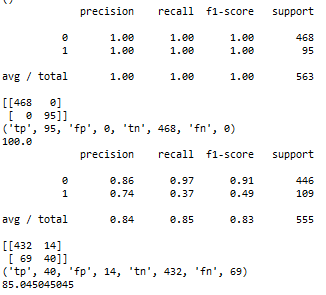 precision recall f1-score support
0 1.00 1.00 1.00 468
1 1.00 1.00 1.00 95
avg / total 1.00 1.00 1.00 563
[[468 0]
[ 0 95]]
('tp', 95, 'fp', 0, 'tn', 468, 'fn', 0)
100.0
precision recall f1-score support
0 0.86 0.97 0.91 446
1 0.74 0.37 0.49 109
avg / total 0.84 0.85 0.83 555
[[432 14]
[ 69 40]]
('tp', 40, 'fp', 14, 'tn', 432, 'fn', 69)
85.045045045